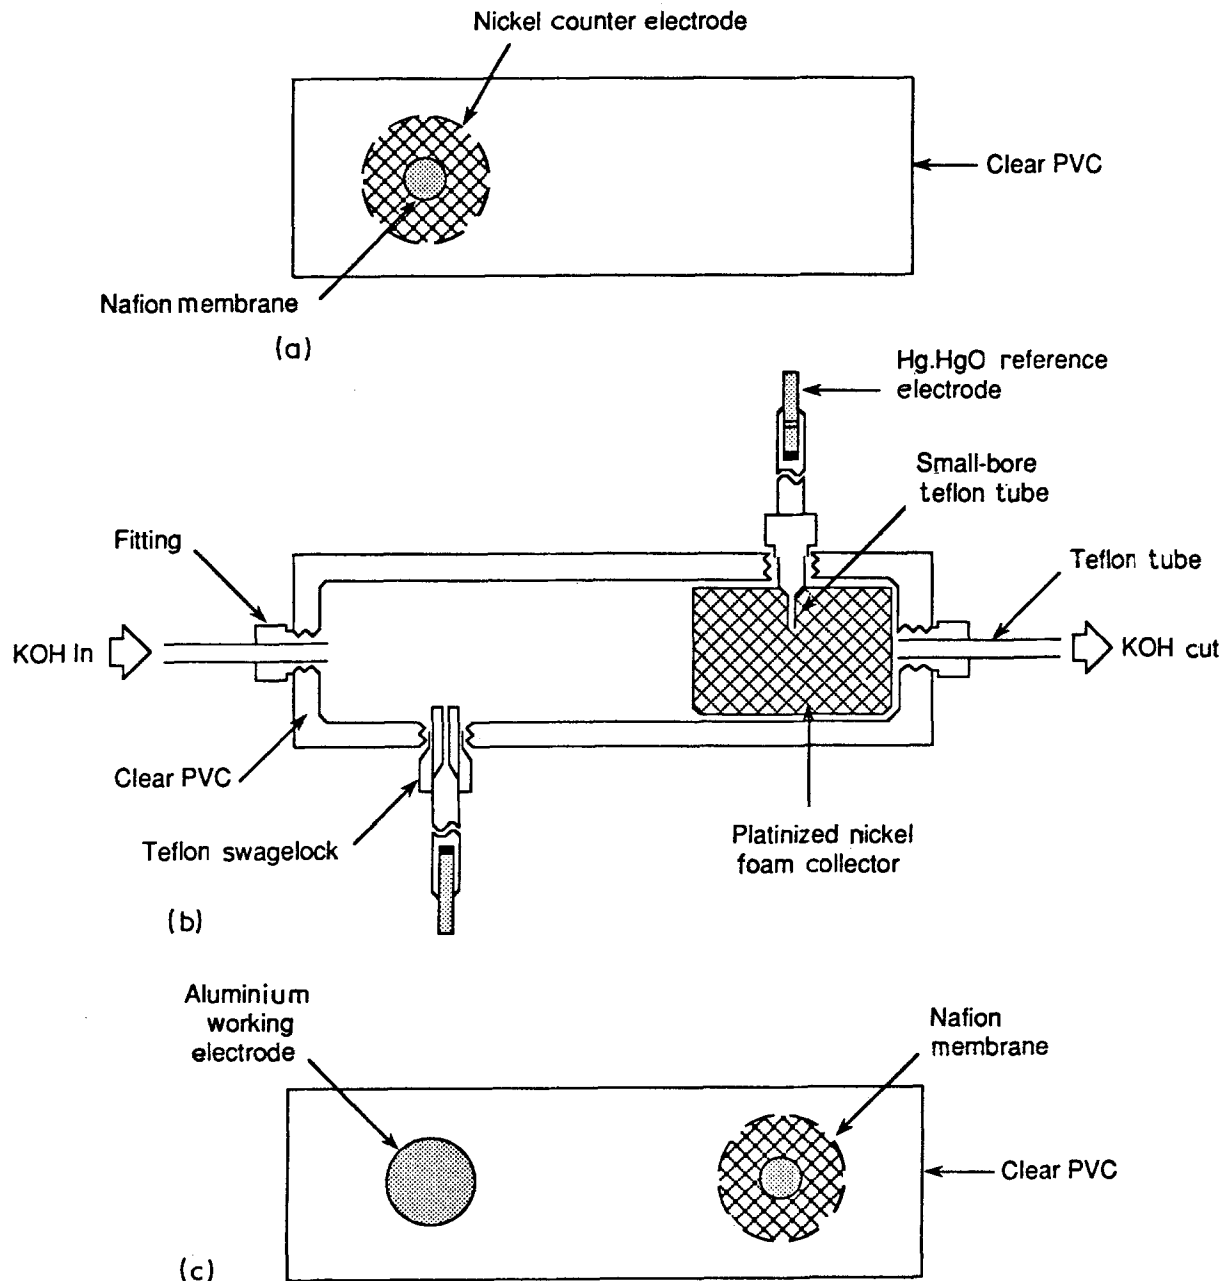 Nickel counter electrode
Clear PVC
Nafion membrane
(a)
Hg.HgO reference
electrode
Small-bore
teflon tube
Fitting
Teflon tube
KOH In
KOH cut
Clear PVC
Teflon swagelock
Platinized nickel
foam collector
(b)
Aluminium
working
electrode
Nafion
membrane
Clear PVC
(c)